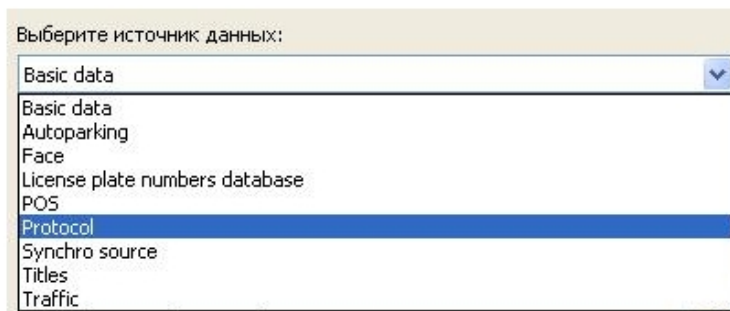 Выберите источник данных:
Basic data
Basic data
Autoparking
Face
License plate numbers database
POS
Protocol
Synchro source
Titles
Traffic